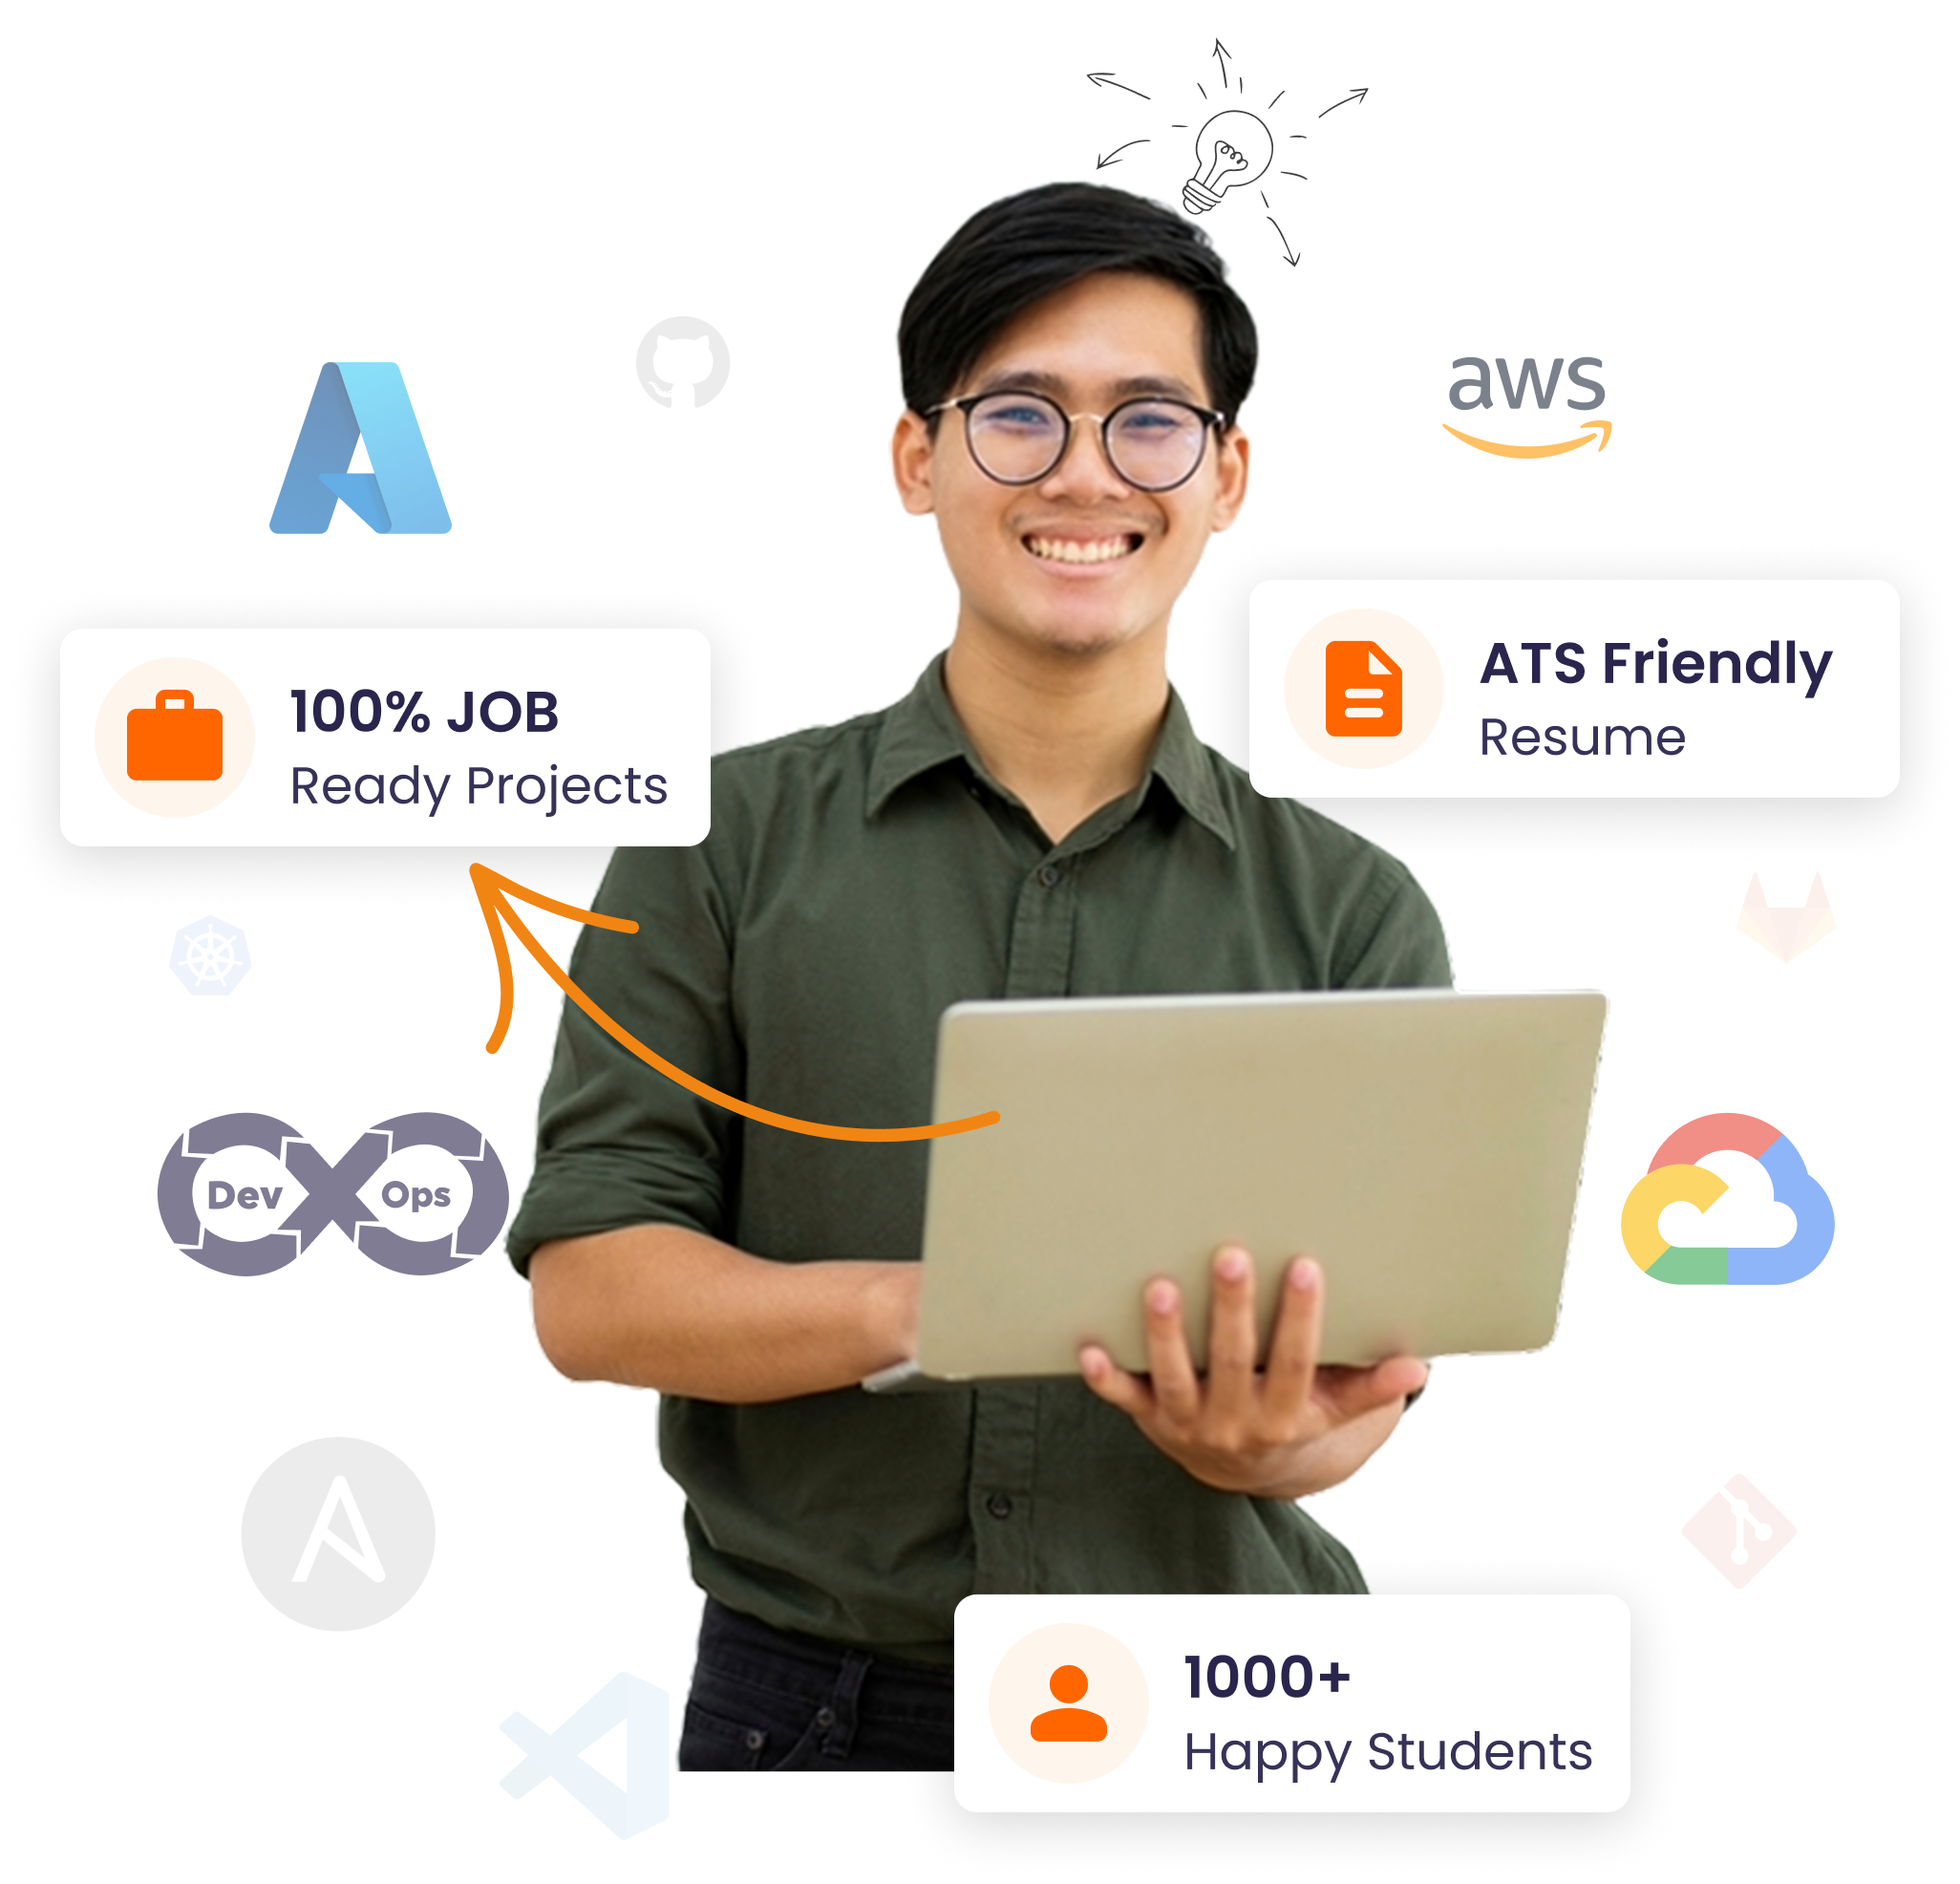 aws
100% JOB
Ready Projects
ATS Friendly
Resume
Dev Ops
1000+
Happy Students